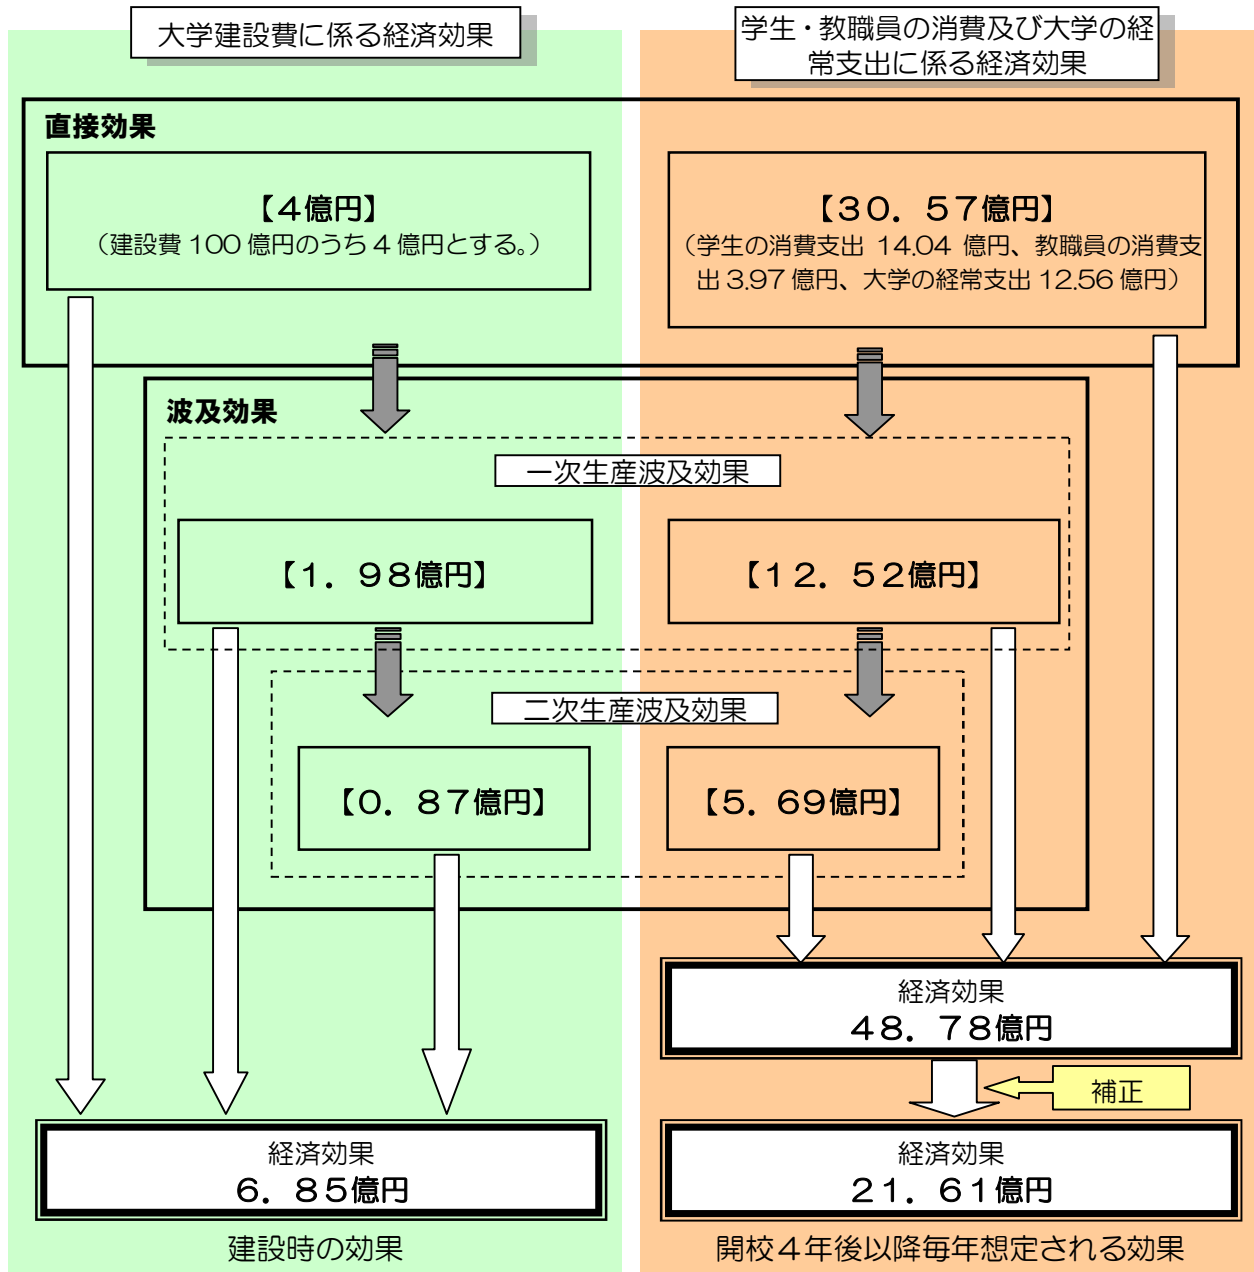 大学建設費に係る経済効果
学生・教職員の消費及び大学の経
常支出に係る経済効果
直接効果
【4億円】
（建設費 100 億円のうち 4 億円とする。）
【３０．５７億円】
（学生の消費支出 14.04 億円、教職員の消費支
出 3.97 億円、大学の経常支出 12.56 億円）
波及効果
一次生産波及効果
【１．９８億円】
【１２．５２億円】
二次生産波及効果
【０．８７億円】
【５．６９億円】
経済効果
４８．７８億円
補正
経済効果
６．８５億円
経済効果
２１．６１億円
建設時の効果
開校４年後以降毎年想定される効果